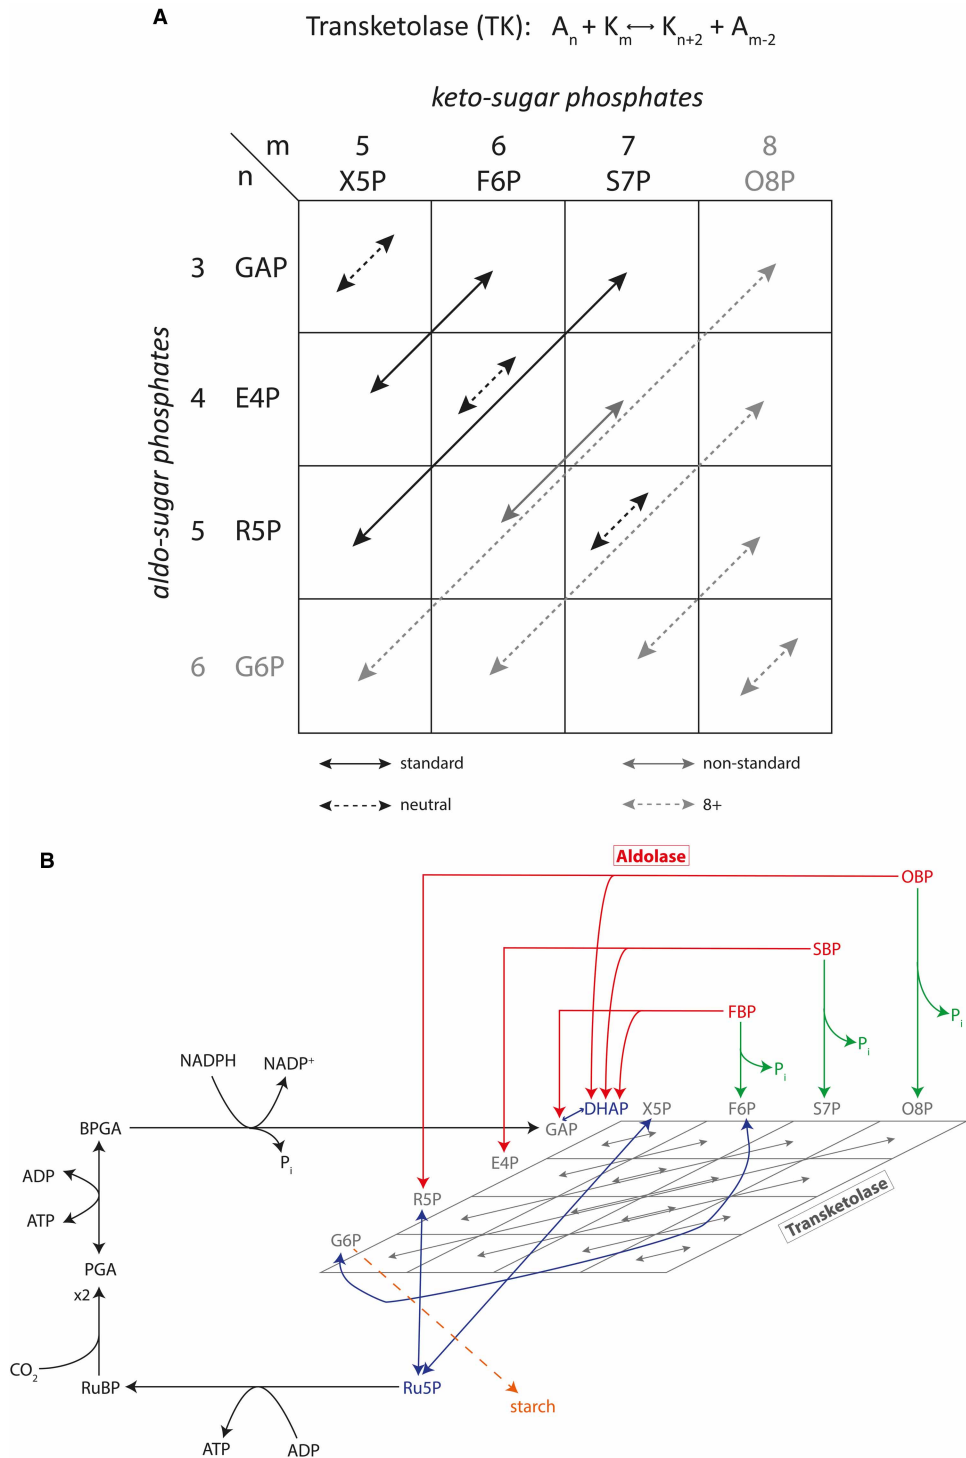 A
Transketolase (TK): Aₙ + Kₘ ⟷ Kₙ₊₂ + Aₘ₋₂
keto-sugar phosphates
m 5 6 7 8
n X5P F6P S7P O8P
aldo-sugar phosphates
3 GAP
4 E4P
5 R5P
6 G6P
standard non-standard
neutral 8+
B
Aldolase
OBP
SBP
FBP
Pᵢ
Pᵢ
Pᵢ
NADPH NADP⁺
DHAP X5P F6P S7P O8P
BPGA
GAP
Pᵢ
E4P
ADP
R5P
Transketolase
ATP
G6P
PGA
x2
CO₂
RuBP
Ru5P
starch
ATP ADP